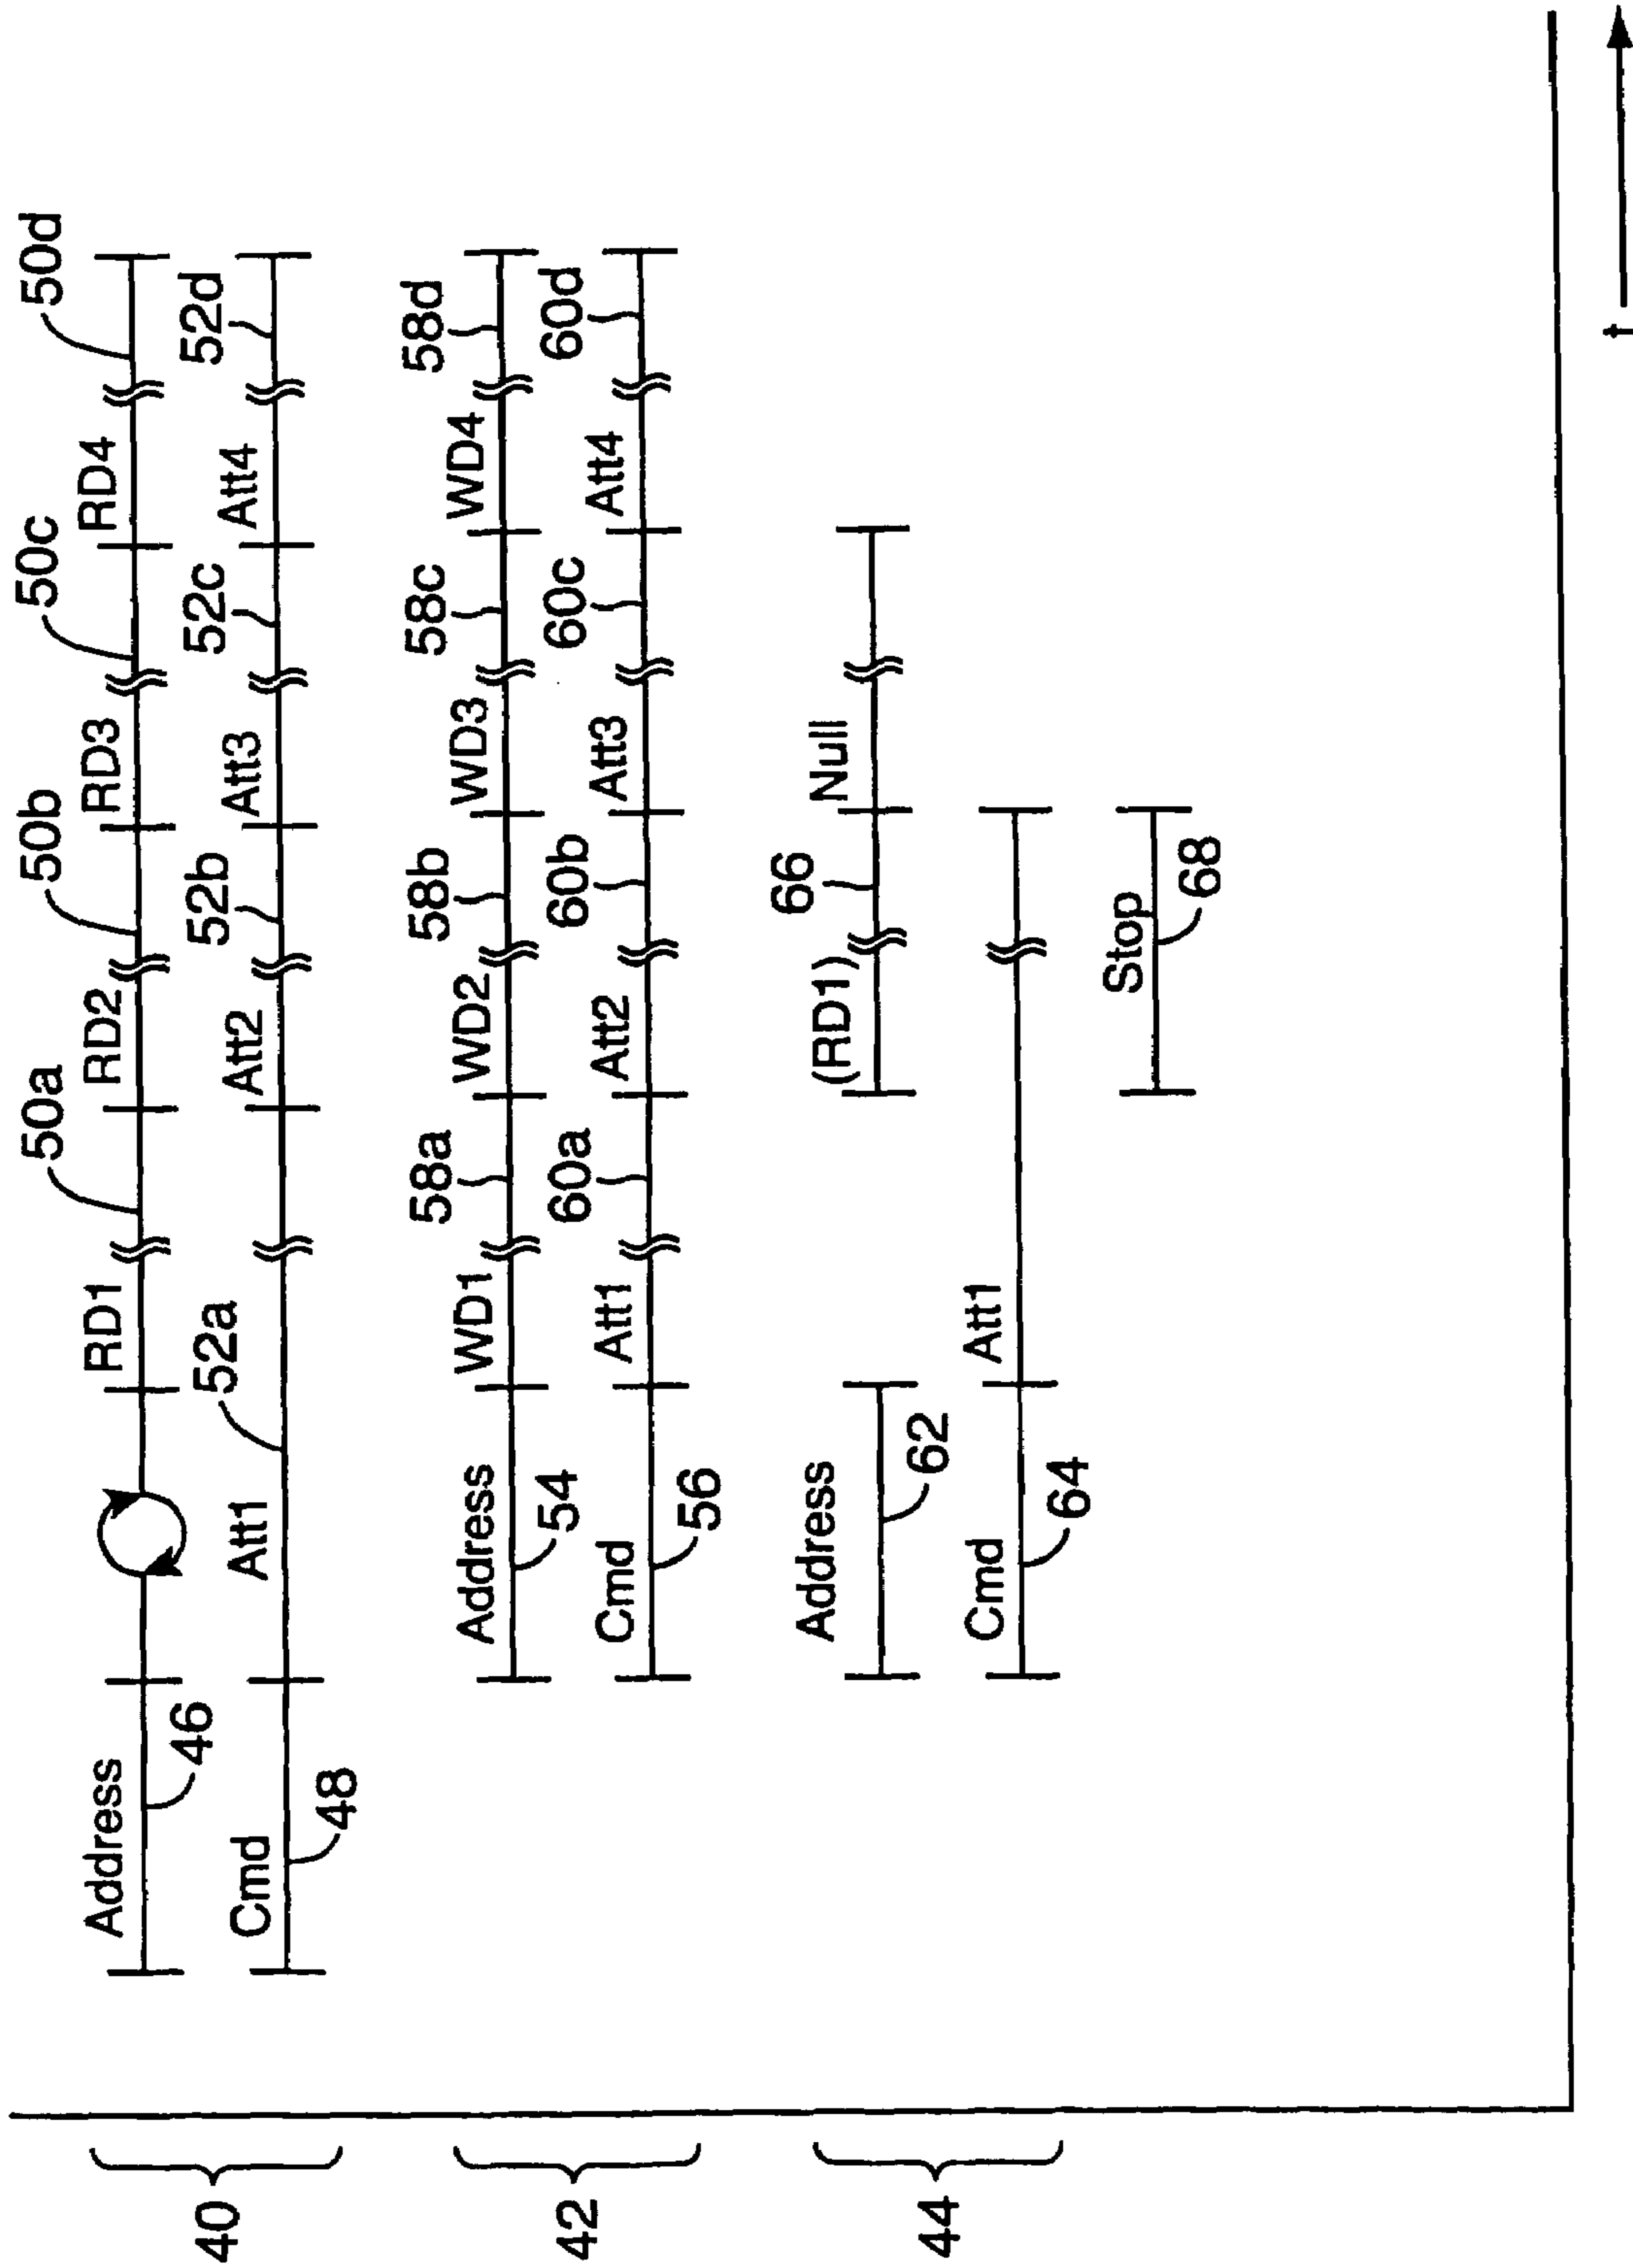 50a 50b 50c 50d
Address RD1 RD2 RD3 RD4
46 52a 52b 52c 52d
40
Cmd Att1 Att2 Att3 Att4
48
58a 58b 58c 58d
Address WD1 WD2 WD3 WD4
54 60a 60b 60c 60d
42
Cmd Att1 Att2 Att3 Att4
56
66
Address (RD1) Null
62
44
Cmd Att1
64
Stop
68
t